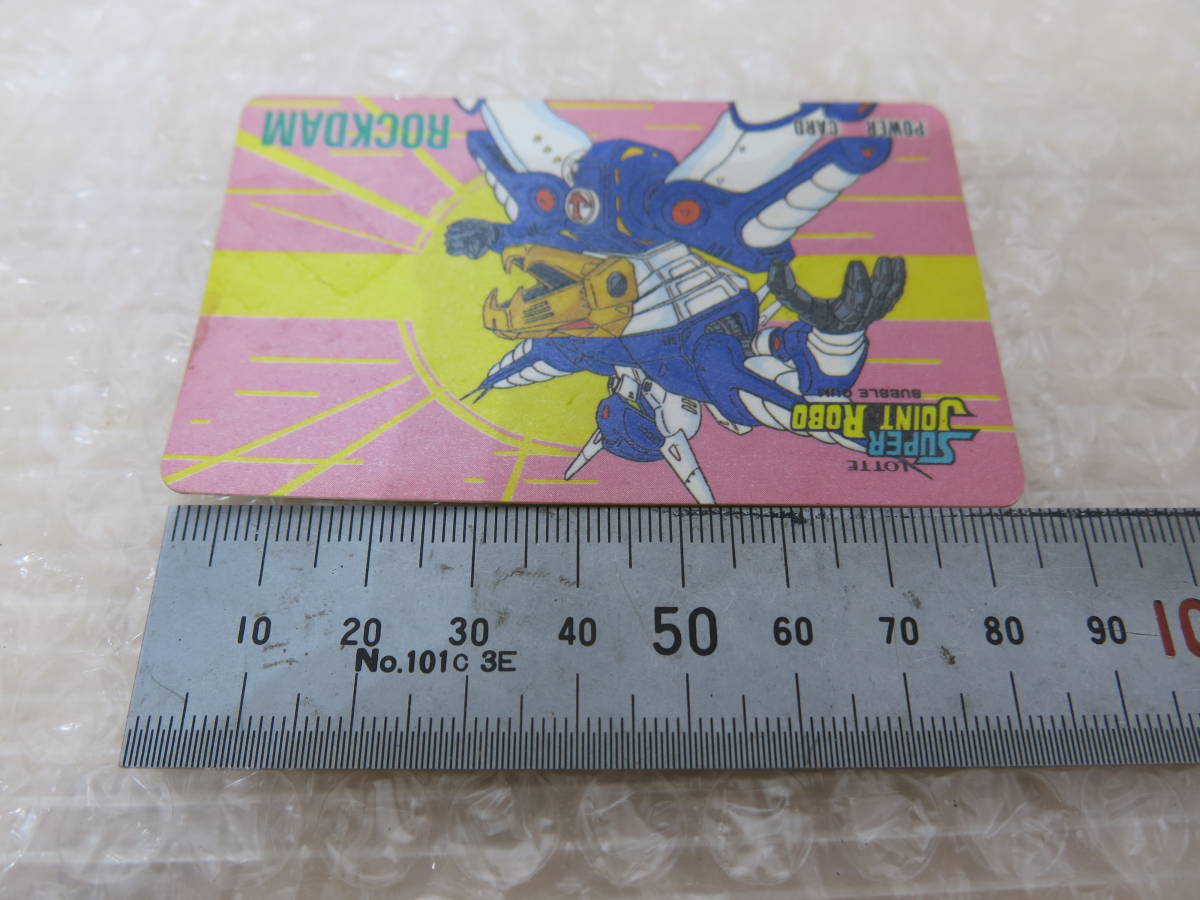 LOTTE
SUPER
JOINT ROBO
BUBBLE GUM
POWER CARD
ROCKDAM
10 20 30 40 50 60 70 80 90 10
No.101C 3E